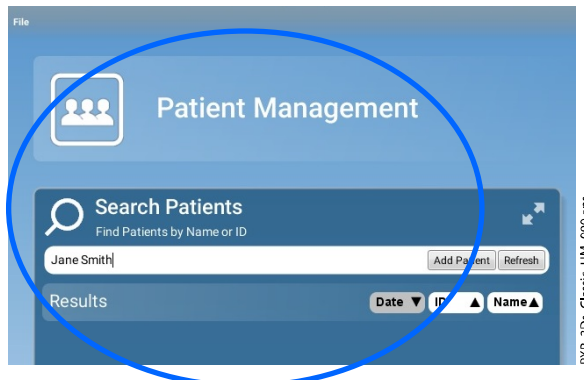 File
Patient Management
Search Patients
Find Patients by Name or ID
Jane Smith
Add Patient Refresh
Results
Date ▼ ID ▲ Name ▲